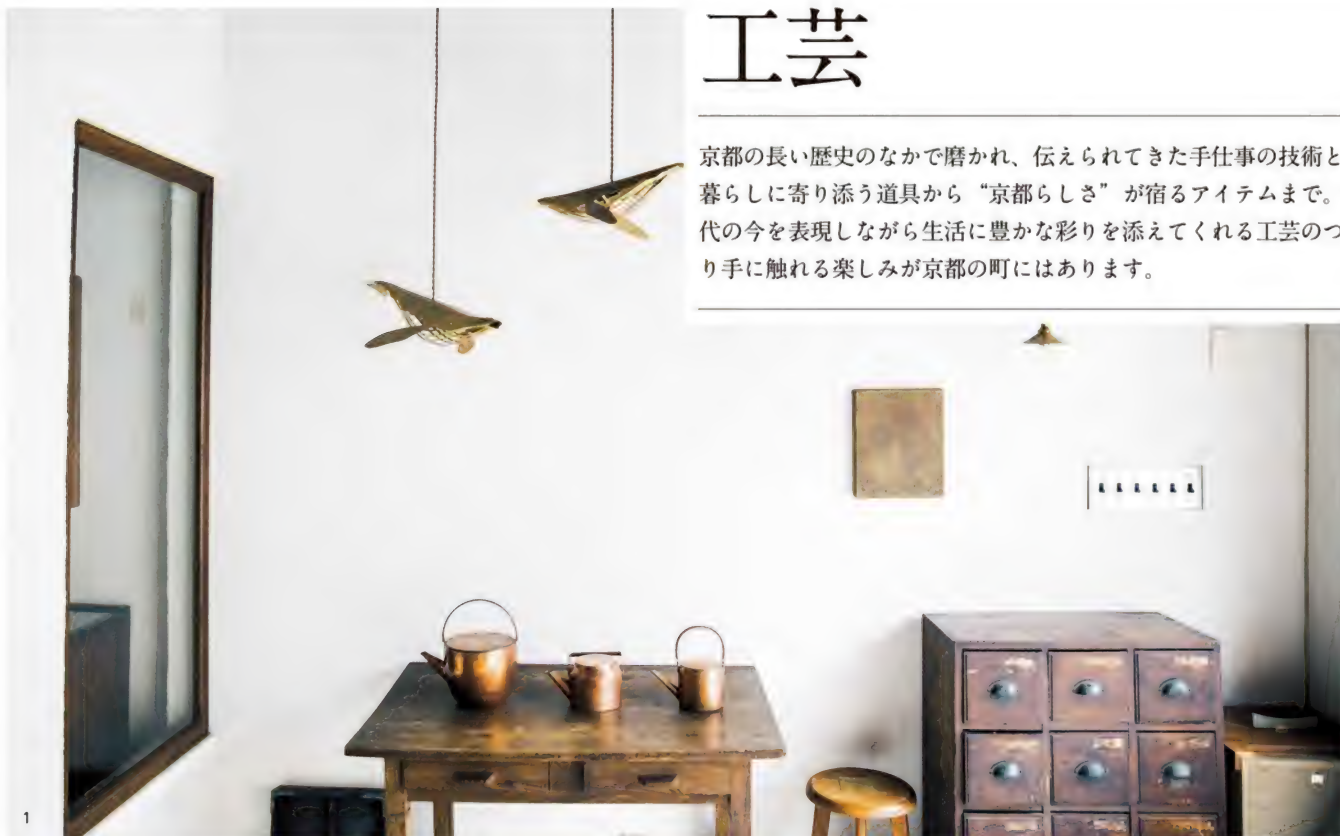 工芸
京都の長い歴史のなかで磨かれ、伝えられてきた手仕事の技術と
暮らしに寄り添う道具から “京都らしさ” が宿るアイテムまで。
代の今を表現しながら生活に豊かな彩りを添えてくれる工芸のつ
り手に触れる楽しみが京都の町にはあります。
1